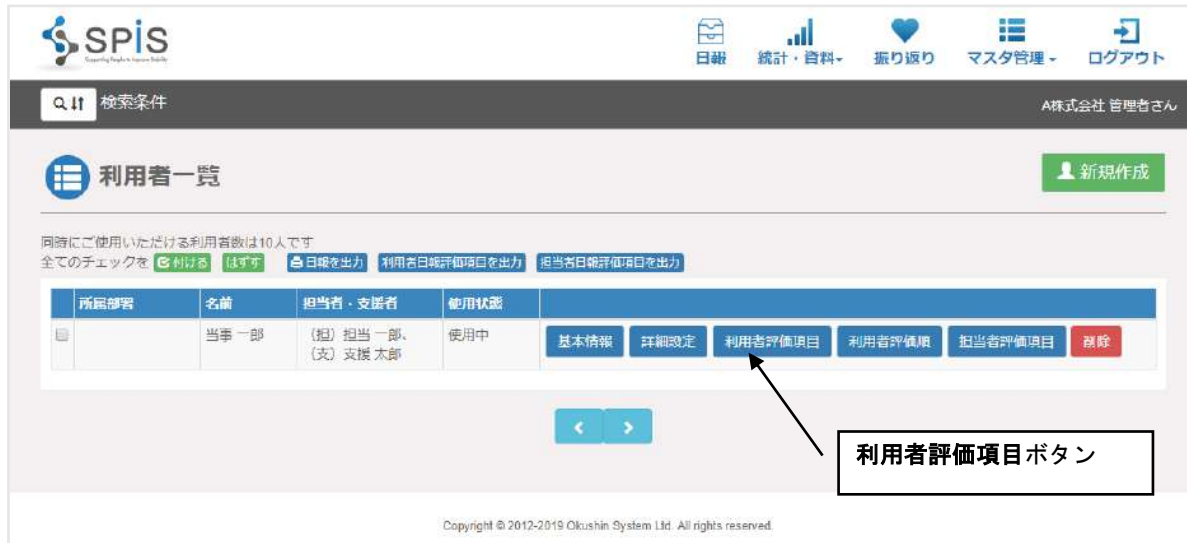 SPiS
Supporting People to Improve Stability
日報
統計・資料
振り返り
マスタ管理
ログアウト
検索条件
A株式会社 管理者さん
利用者一覧
新規作成
同時にご使用いただける利用者数は10人です
全てのチェックを 付ける はずす 日報を出力 利用者日報評価項目を出力 担当者日報評価項目を出力
所属部署 名前 担当者・支援者 使用状態
当事 一郎 （担）担当 一郎、 使用中 基本情報 詳細設定 利用者評価項目 利用者評価順 担当者評価項目 削除
（支）支援 太郎
< >
利用者評価項目ボタン
Copyright © 2012-2019 Okushin System Ltd. All rights reserved.